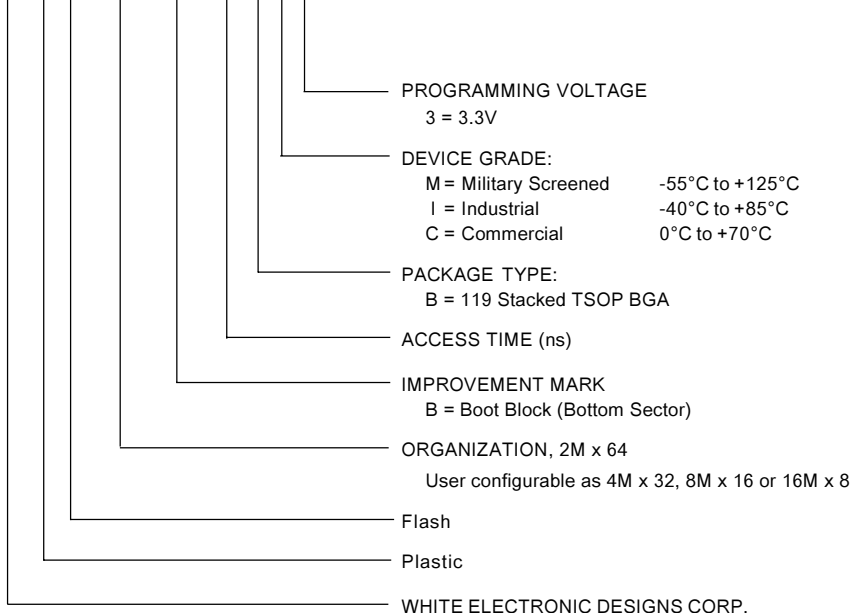 PROGRAMMING VOLTAGE
3 = 3.3V
DEVICE GRADE:
M = Military Screened -55°C to +125°C
I = Industrial -40°C to +85°C
C = Commercial 0°C to +70°C
PACKAGE TYPE:
B = 119 Stacked TSOP BGA
ACCESS TIME (ns)
IMPROVEMENT MARK
B = Boot Block (Bottom Sector)
ORGANIZATION, 2M x 64
User configurable as 4M x 32, 8M x 16 or 16M x 8
Flash
Plastic
WHITE ELECTRONIC DESIGNS CORP.